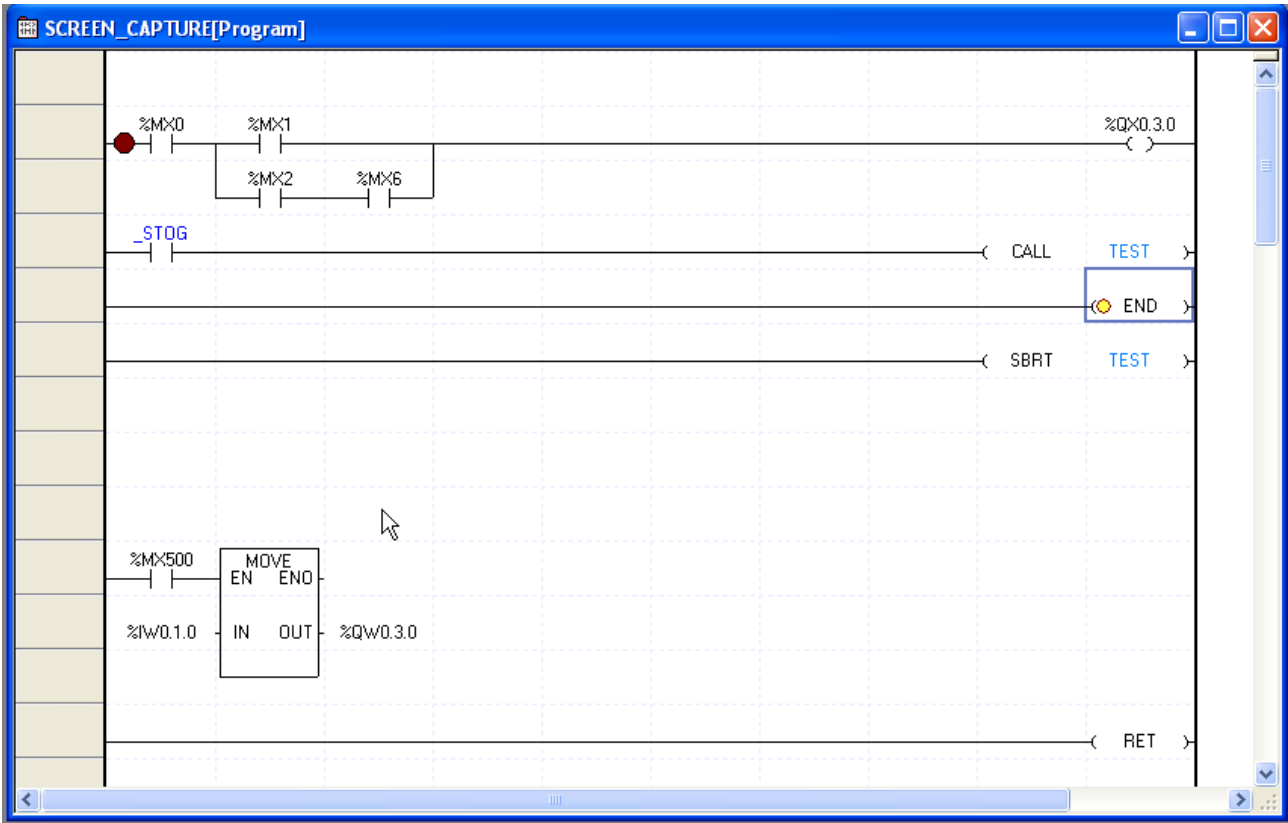 SCREEN_CAPTURE[Program]
%MX0 %MX1 %QX0.3.0
%MX2 %MX6
_STOG
CALL TEST
END
SBRT TEST
%MX500 MOVE
EN ENO
%IW0.1.0 IN OUT %QW0.3.0
RET